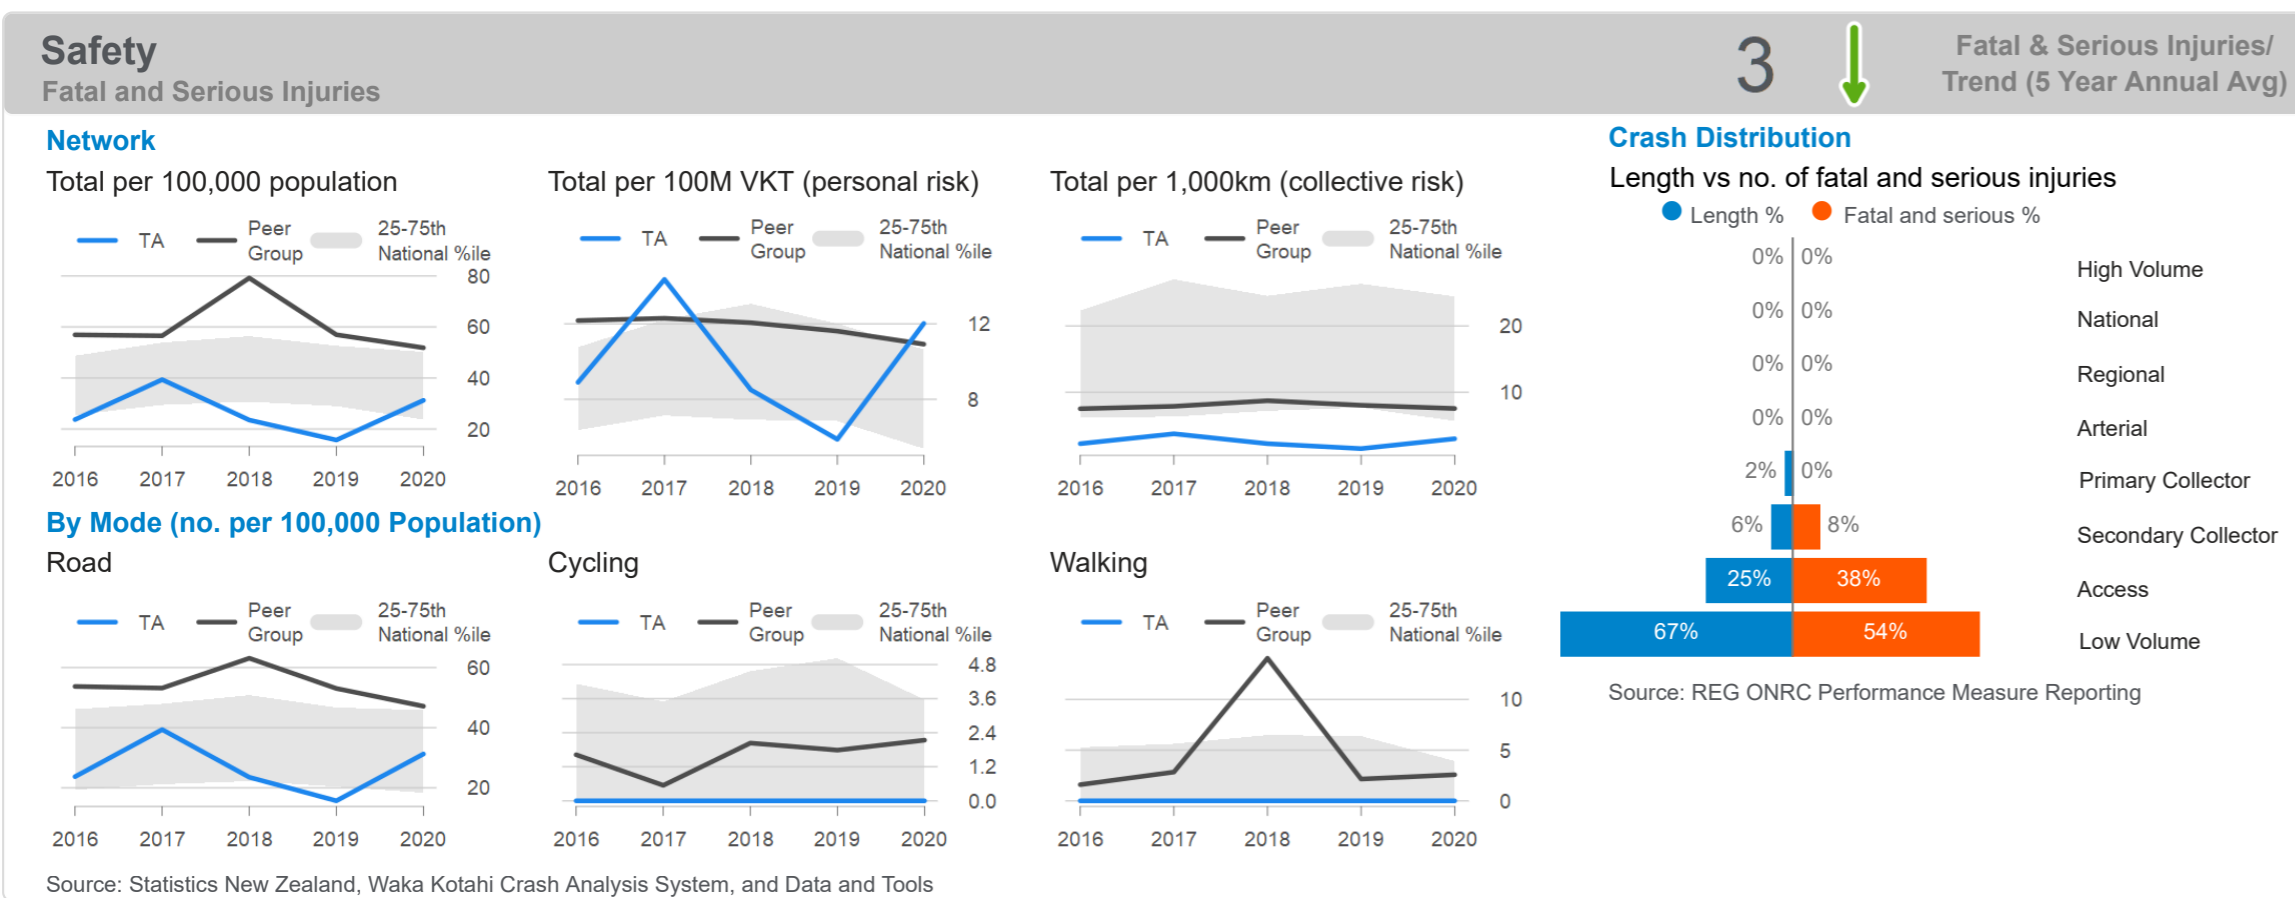 Safety
Fatal and Serious Injuries
3
Fatal & Serious Injuries/
Trend (5 Year Annual Avg)
Network
Total per 100,000 population
TA
Peer
Group
25-75th
National %ile
80
60
40
20
2016 2017 2018 2019 2020
Total per 100M VKT (personal risk)
TA
Peer
Group
25-75th
National %ile
12
8
2016 2017 2018 2019 2020
Total per 1,000km (collective risk)
TA
Peer
Group
25-75th
National %ile
20
10
2016 2017 2018 2019 2020
By Mode (no. per 100,000 Population)
Road
TA
Peer
Group
25-75th
National %ile
60
40
20
2016 2017 2018 2019 2020
Cycling
TA
Peer
Group
25-75th
National %ile
4.8
3.6
2.4
1.2
0.0
2016 2017 2018 2019 2020
Walking
TA
Peer
Group
25-75th
National %ile
10
5
0
2016 2017 2018 2019 2020
Source: Statistics New Zealand, Waka Kotahi Crash Analysis System, and Data and Tools
Crash Distribution
Length vs no. of fatal and serious injuries
Length % Fatal and serious %
0% 0% High Volume
0% 0% National
0% 0% Regional
0% 0% Arterial
2% 0% Primary Collector
6% 8% Secondary Collector
25% 38% Access
67% 54% Low Volume
Source: REG ONRC Performance Measure Reporting